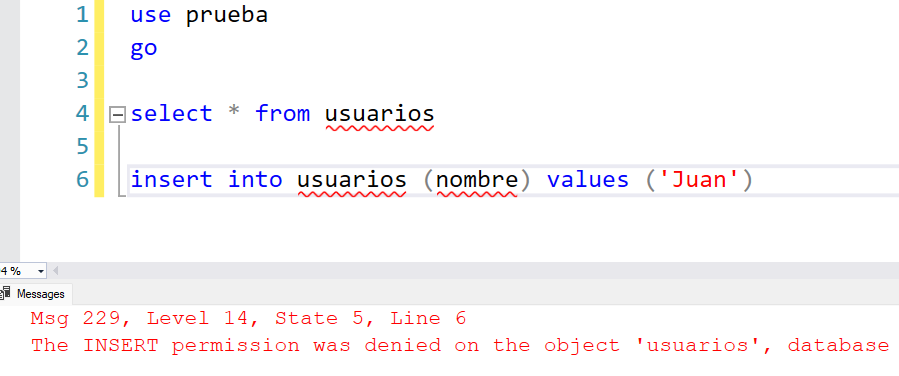 1 use prueba
2 go
3
4 select * from usuarios
5
6 insert into usuarios (nombre) values ('Juan')
4 %
Messages
Msg 229, Level 14, State 5, Line 6
The INSERT permission was denied on the object 'usuarios', database